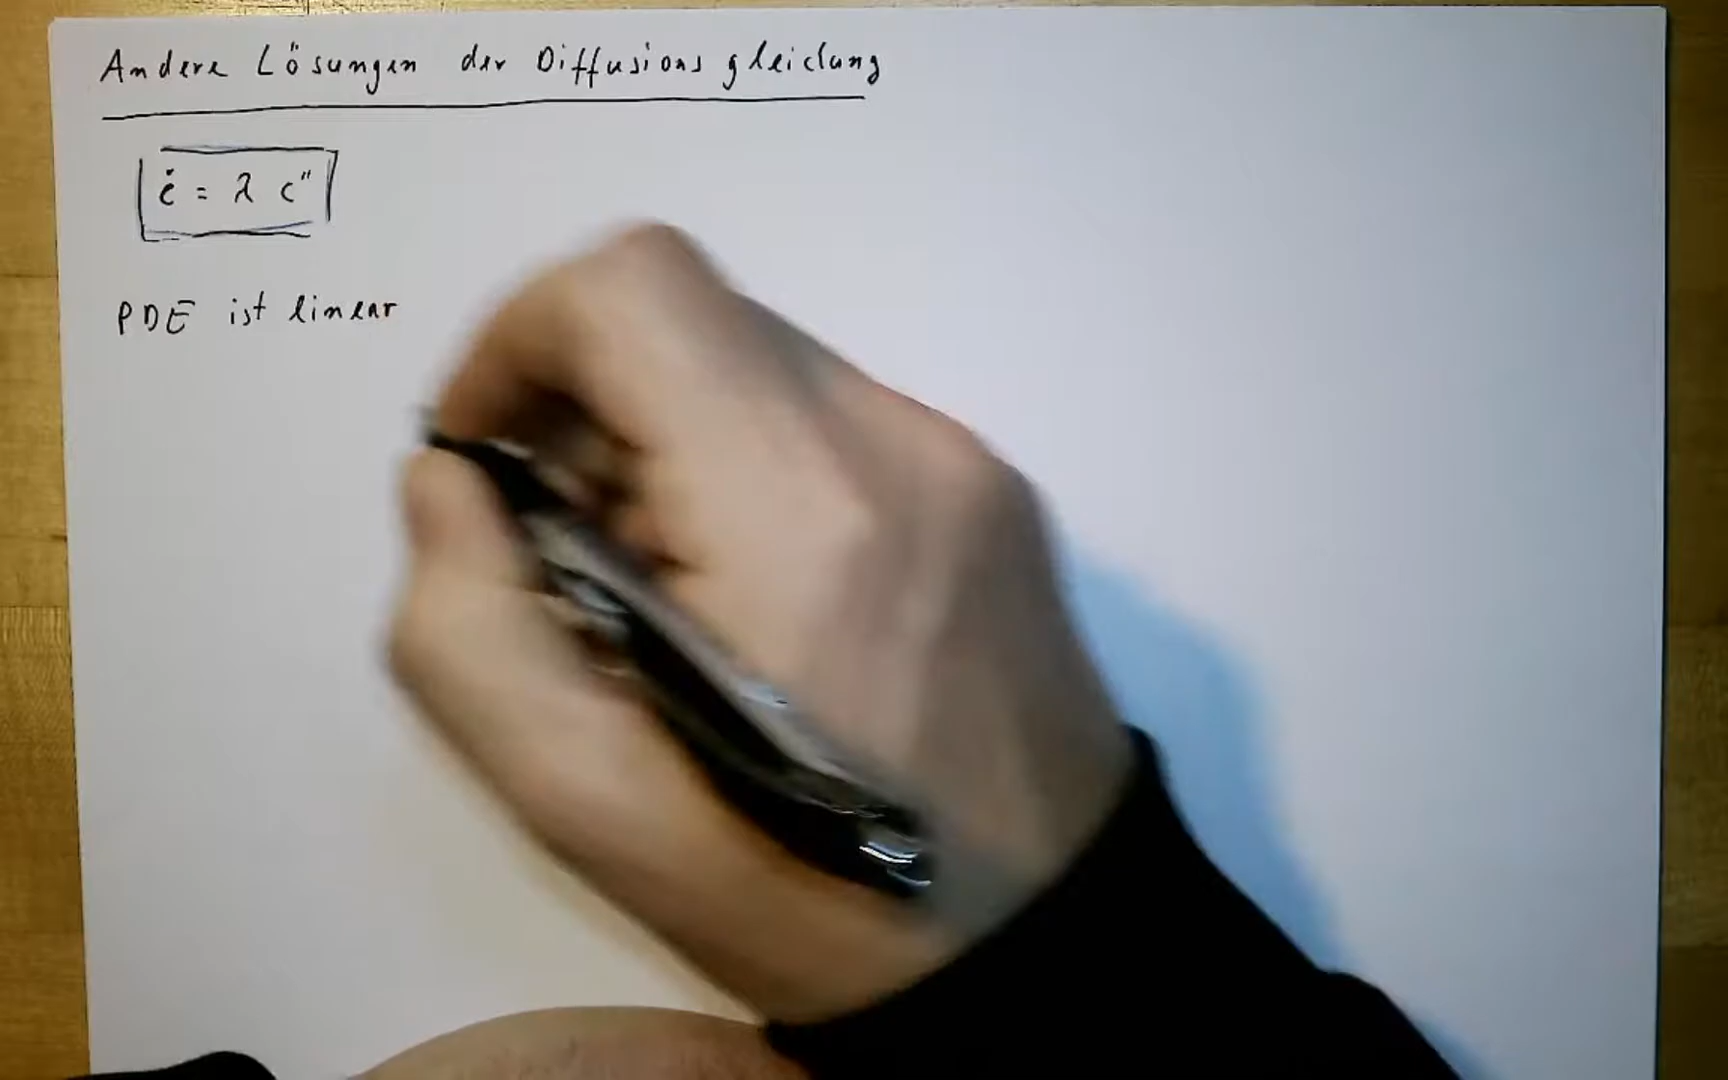 Andere Lösungen der Diffusionsgleichung
ċ = λ c"
PDE ist linear